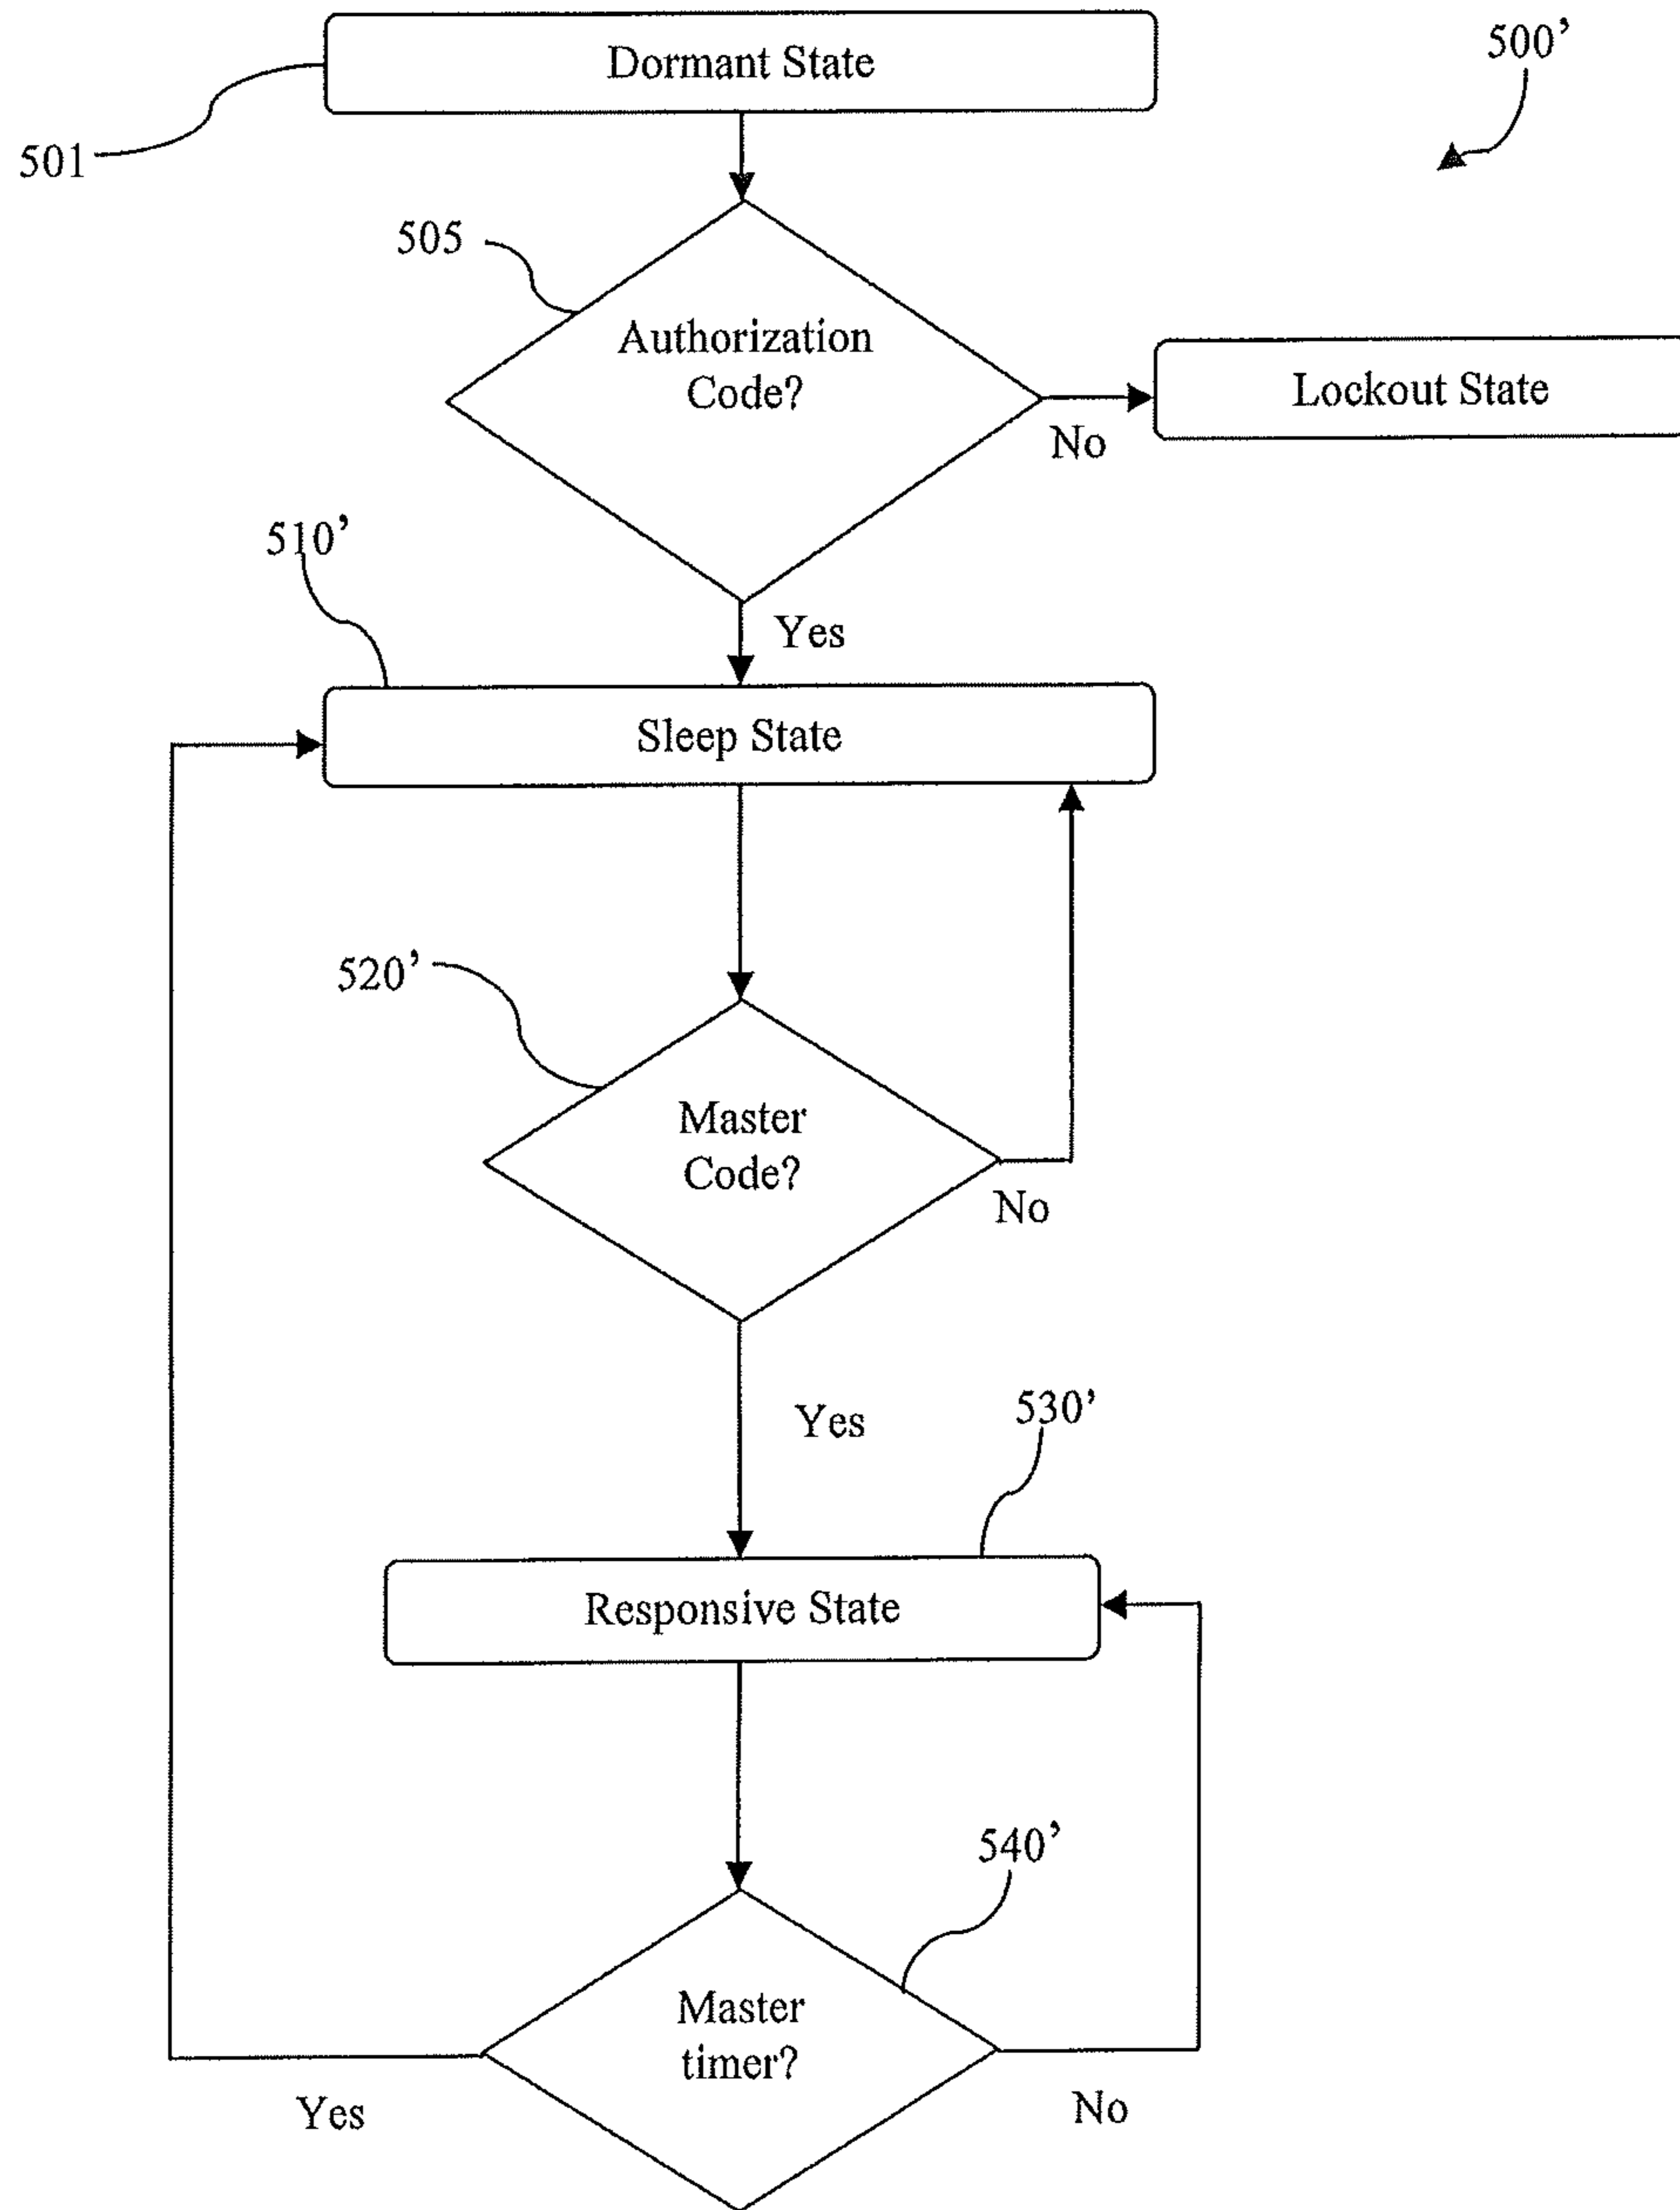 Dormant State
500’
501
505
Authorization
Code?
Lockout State
No
510’
Yes
Sleep State
520’
Master
Code?
No
Yes
530’
Responsive State
540’
Master
timer?
Yes
No